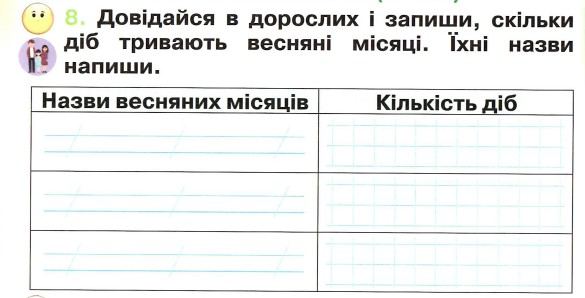 8. Довідайся в дорослих і запиши, скільки
діб тривають весняні місяці. Їхні назви
напиши.
Назви весняних місяців Кількість діб